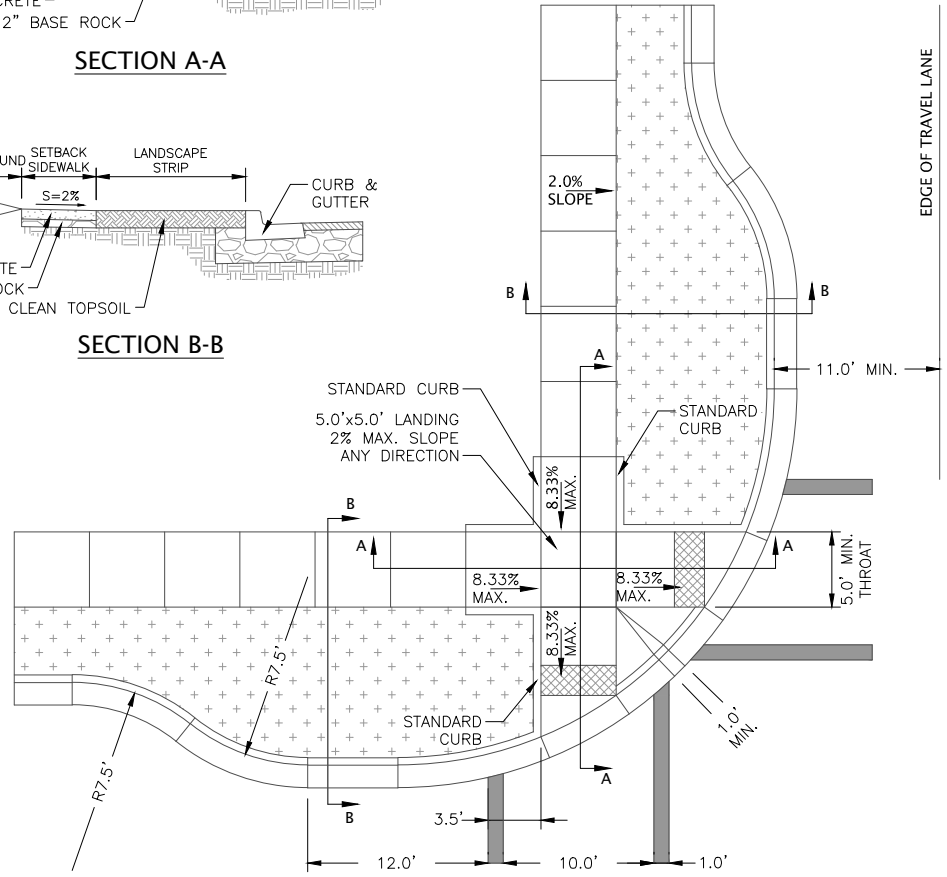 2" BASE ROCK
SECTION A-A
SETBACK
SIDEWALK
LANDSCAPE
STRIP
S=2%
CURB &
GUTTER
CLEAN TOPSOIL
SECTION B-B
2.0%
SLOPE
EDGE OF TRAVEL LANE
B
B
A
11.0' MIN.
STANDARD CURB
5.0'x5.0' LANDING
2% MAX. SLOPE
ANY DIRECTION
STANDARD
CURB
8.33%
MAX.
B
A
A
8.33%
MAX.
8.33%
MAX.
5.0' MIN.
THROAT
8.33%
MAX.
R7.5'
STANDARD
CURB
1.0'
MIN.
R7.5'
A
B
3.5'
12.0'
10.0'
1.0'